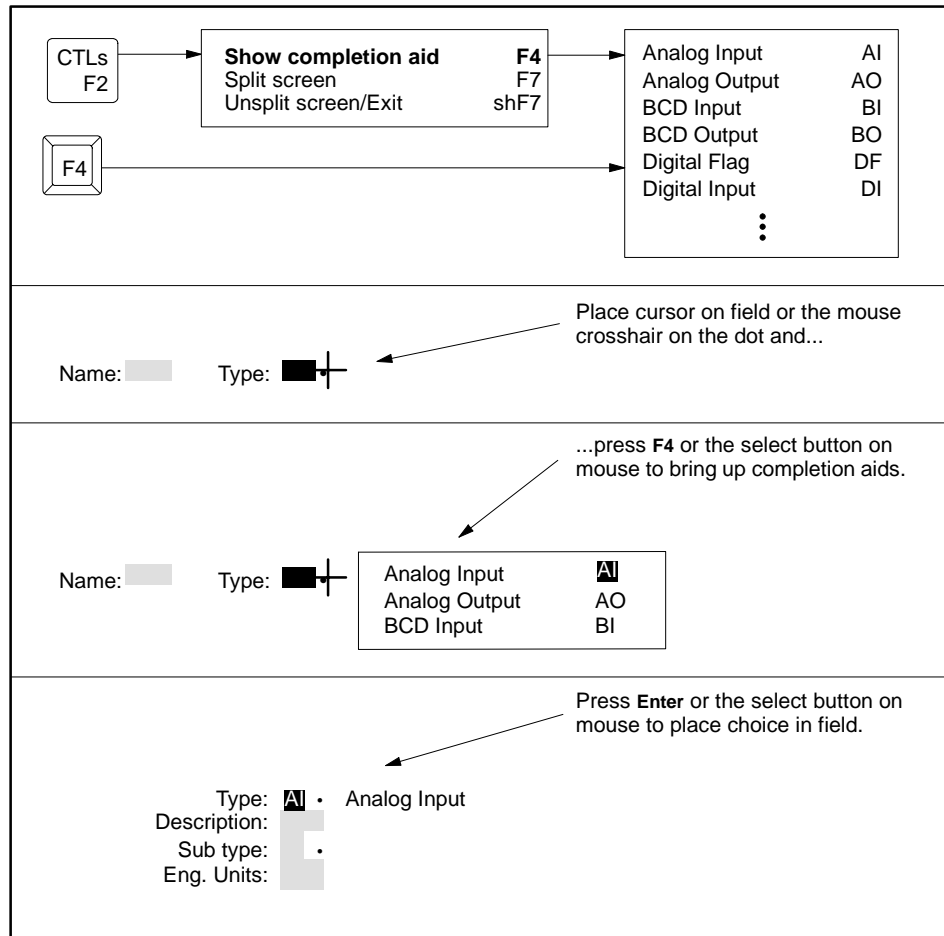 CTLs
F2
Show completion aid F4
Split screen F7
Unsplit screen/Exit shF7
Analog Input AI
Analog Output AO
BCD Input BI
BCD Output BO
Digital Flag DF
Digital Input DI
F4
Place cursor on field or the mouse
crosshair on the dot and...
Name: Type:
...press F4 or the select button on
mouse to bring up completion aids.
Name: Type:
Analog Input AI
Analog Output AO
BCD Input BI
Press Enter or the select button on
mouse to place choice in field.
Type: AI • Analog Input
Description:
Sub type: •
Eng. Units: